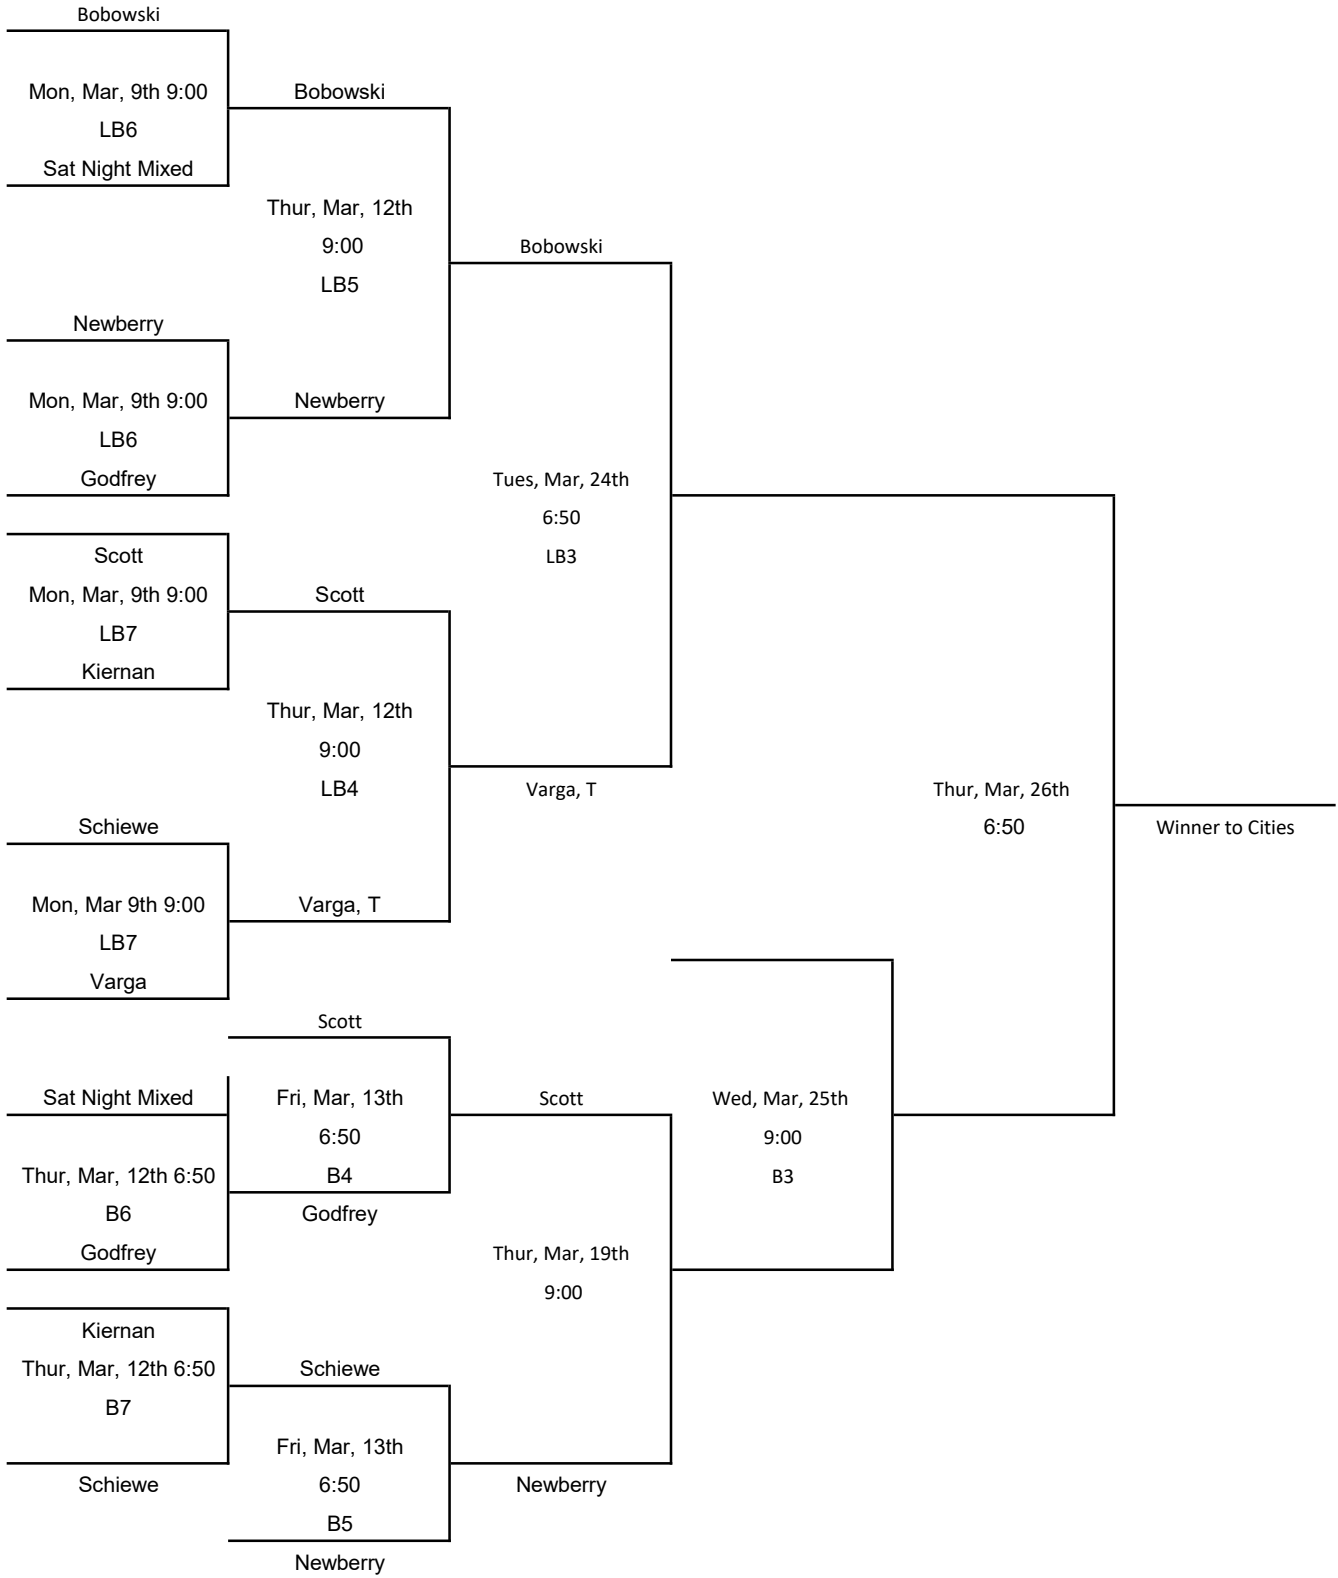 Bobowski
Mon, Mar, 9th 9:00
LB6
Sat Night Mixed
Newberry
Mon, Mar, 9th 9:00
LB6
Godfrey
Scott
Mon, Mar, 9th 9:00
LB7
Kiernan
Schiewe
Mon, Mar 9th 9:00
LB7
Varga
Sat Night Mixed
Thur, Mar, 12th 6:50
B6
Godfrey
Kiernan
Thur, Mar, 12th 6:50
B7
Schiewe
Bobowski
Thur, Mar, 12th
9:00
LB5
Newberry
Scott
Thur, Mar, 12th
9:00
LB4
Varga, T
Scott
Fri, Mar, 13th
6:50
B4
Godfrey
Schiewe
Fri, Mar, 13th
6:50
B5
Newberry
Bobowski
Tues, Mar, 24th
6:50
LB3
Varga, T
Scott
Thur, Mar, 19th
9:00
Newberry
Wed, Mar, 25th
9:00
B3
Thur, Mar, 26th
6:50
Winner to Cities